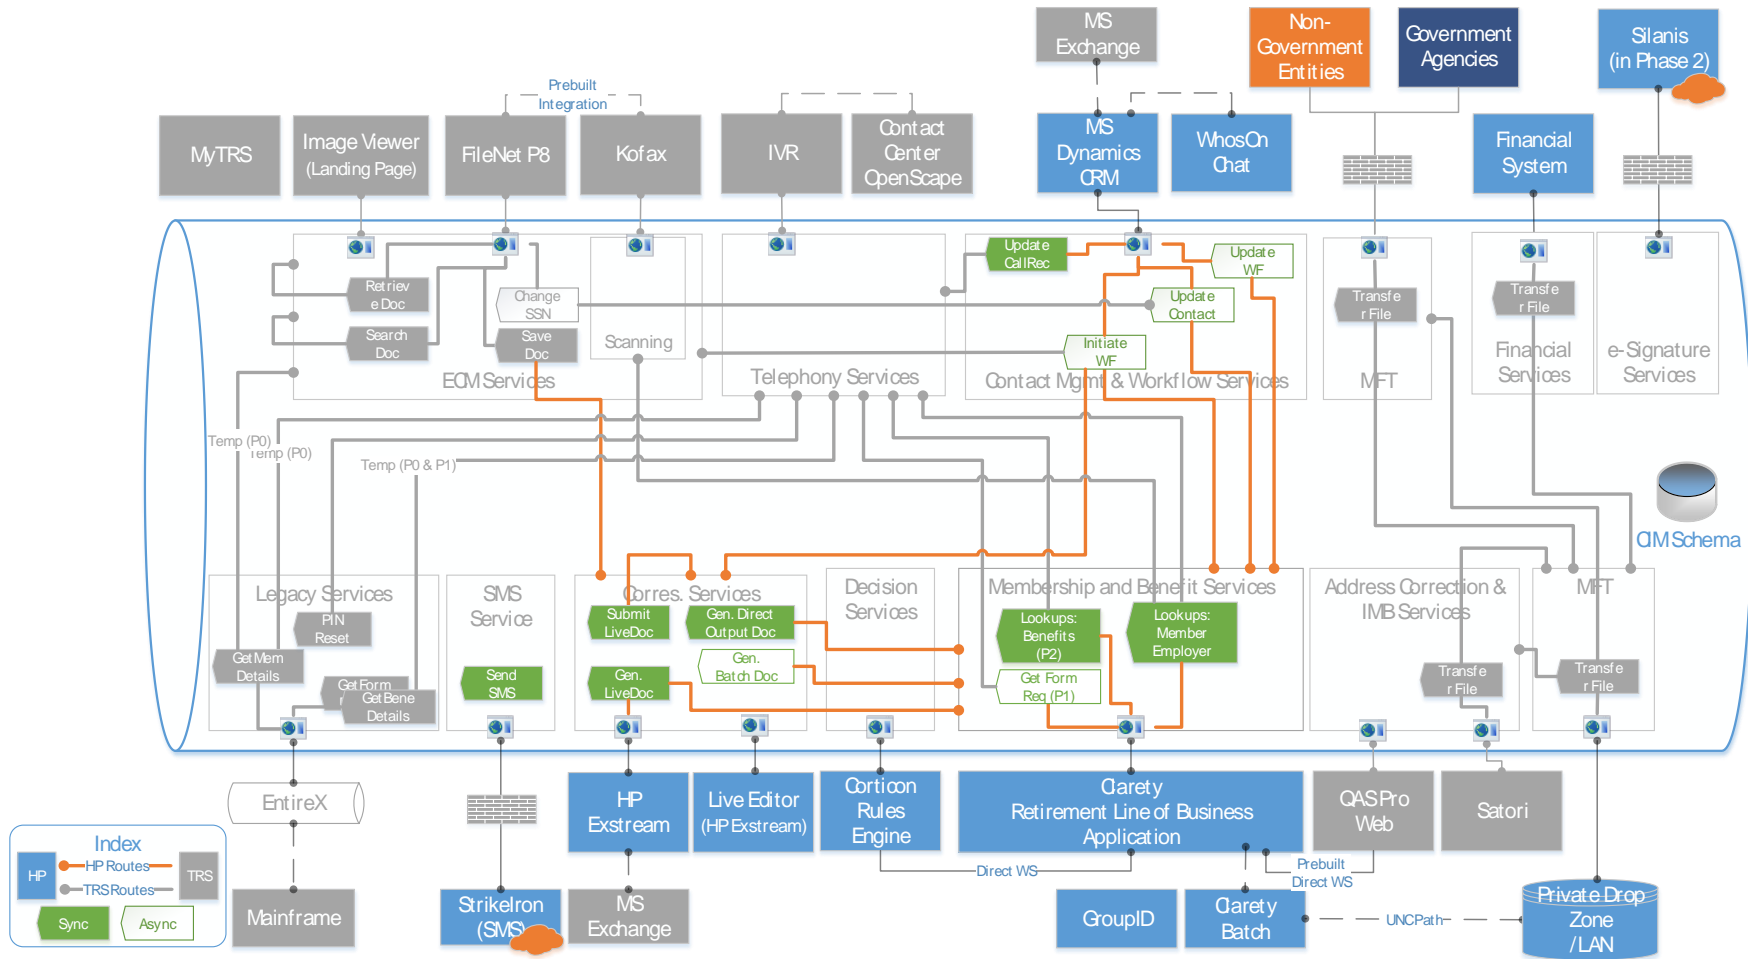 MS
Exchange
Non-
Government
Entities
Government
Agencies
Silanis
(in Phase 2)
Prebuilt
Integration
MyTRS
Image Viewer
(Landing Page)
FileNet P8
Kofax
IVR
Contact
Center
OpenScape
MS
Dynamics
CRM
WhosOn
Chat
Financial
System
Update
CallRec
Update
WF
Retriev
e Doc
Change
SSN
Update
Contact
Transfe
r File
Transfe
r File
Search
Doc
Save
Doc
Scanning
Initiate
WF
ECM Services
Telephony Services
Contact Mgmt & Workflow Services
MFT
Financial
Services
e-Signature
Services
Temp (P0)
Temp (P0)
Temp (P0 & P1)
CIM Schema
Legacy Services
SMS
Service
Corres. Services
Decision
Services
Membership and Benefit Services
Address Correction &
IMB Services
MFT
PIN
Reset
Submit
LiveDoc
Gen. Direct
Output Doc
Lookups:
Benefits
(P2)
Lookups:
Member
Employer
GetMem
Details
GetForm
GetBene
Details
Send
SMS
Gen.
LiveDoc
Gen.
Batch Doc
Get Form
Req (P1)
Transfe
r File
Transfe
r File
EntireX
HP
Exstream
Live Editor
(HP Exstream)
Corticon
Rules
Engine
Clarety
Retirement Line of Business
Application
QAS Pro
Web
Satori
Index
HP
HP Routes
TRS Routes
TRS
Sync
Async
Direct WS
Prebuilt
Direct WS
Mainframe
StrikeIron
(SMS)
MS
Exchange
GroupID
Clarety
Batch
UNC Path
Private Drop
Zone
/ LAN